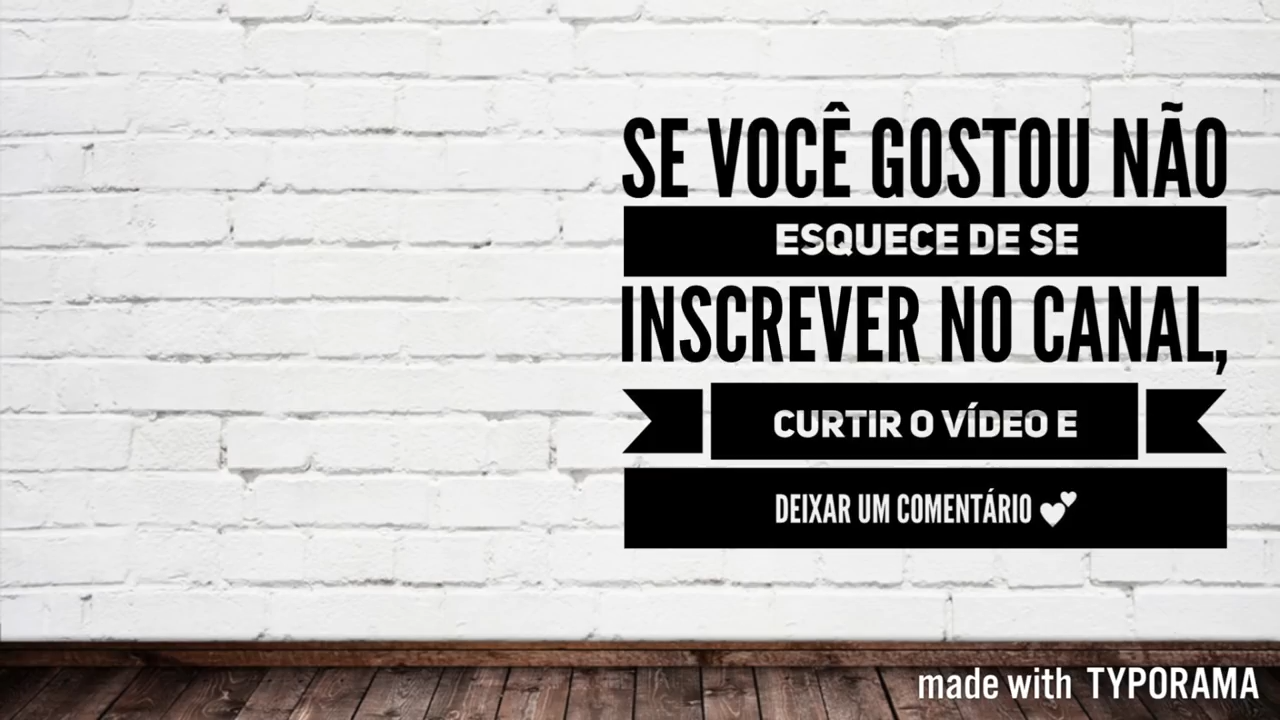 SE VOCÊ GOSTOU NÃO
ESQUECE DE SE
INSCREVER NO CANAL,
CURTIR O VÍDEO E
DEIXAR UM COMENTÁRIO 💕
made with TYPORAMA